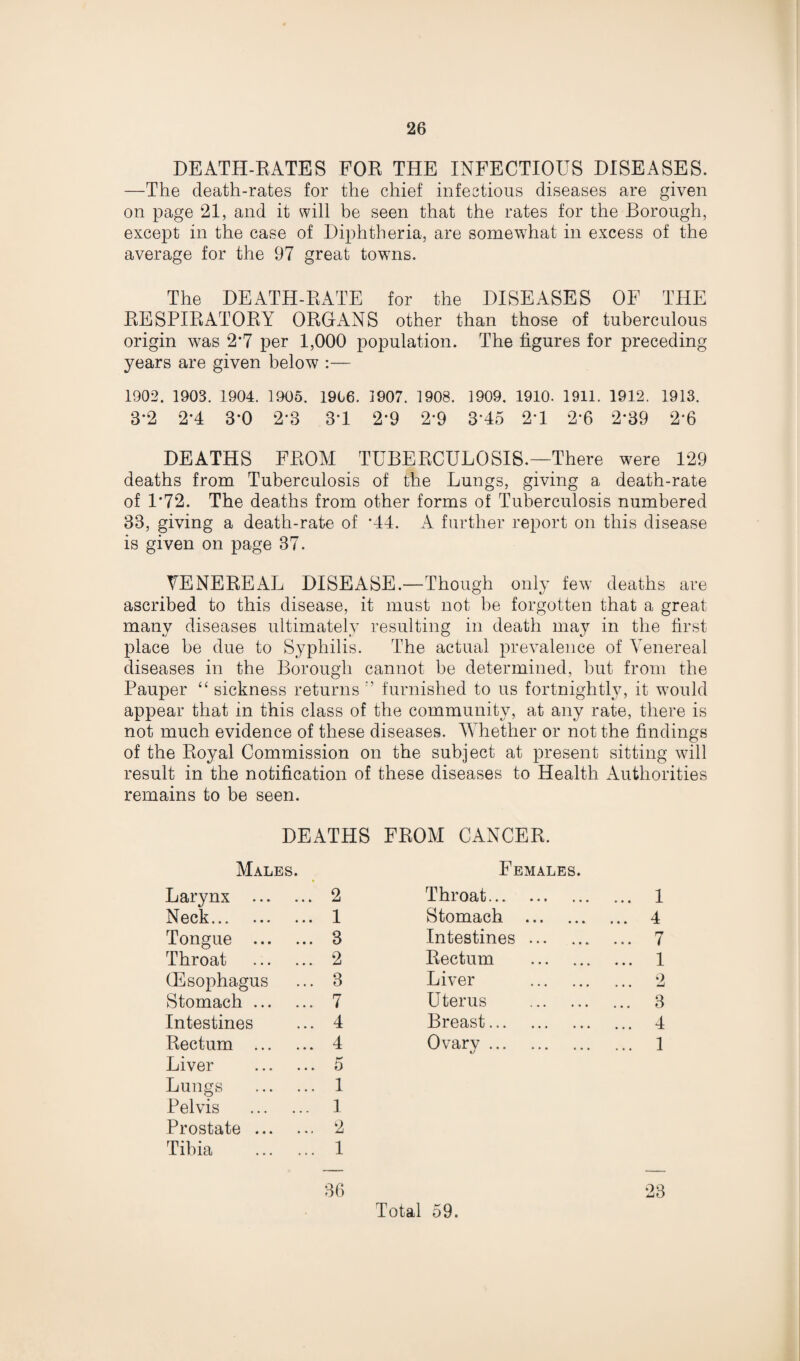 26
DEATH-RATES FOR THE INFECTIOUS DISEASES.
—The death-rates for the chief infectious diseases are given
on page 21, and it will be seen that the rates for the Borough,
except in the case of Diphtheria, are somewhat in excess of the
average for the 97 great towns.
The DEATH-RATE for the DISEASES OF THE
RESPIRATORY ORGANS other than those of tuberculous
origin was 2·7 per 1,000 population. The figures for preceding
years are given below :—
1902. 1903. 1904. 1905. 1906. 1907. 1908. 1909. 1910. 1911. 1912. 1913.
3·2 2·4 3·0 2·3 3·1 2·9 2·9 3·45 2·1 2·6 2·39 2·6
DEATHS FROM TUBERCULOSIS.—There were 129
deaths from Tuberculosis of the Lungs, giving a death-rate
of 1·72. The deaths from other forms of Tuberculosis numbered
33, giving a death-rate of ·44. A further report on this disease
is given on page 37.
VENEREAL DISEASE.—Though only few deaths are
ascribed to this disease, it must not be forgotten that a great
many diseases ultimately resulting in death may in the first
place be due to Syphilis. The actual prevalence of Venereal
diseases in the Borough cannot be determined, but from the
Pauper “ sickness returns ” furnished to us fortnightly, it would
appear that in this class of the community, at any rate, there is
not much evidence of these diseases. Whether or not the findings
of the Royal Commission on the subject at present sitting will
result in the notification of these diseases to Health Authorities
remains to be seen.
DEATHS FROM CANCER.
Males. Females.
Larynx ... ... 2 Throat... ... ... ... 1
Neck... ... ... 1 Stomach ... ... ... 4
Tongue ... ... 3 Intestines ... ... ... 7
Throat ... ... 2 Rectum ... ... ... 1
Œsophagus ... 3 Liver ... ... ... 2
Stomach ... ... 7 Uterus ... ... ... 3
Intestines ... 4 Breast... ... ... ... 4
Rectum ... ... 4 Ovary ... ... ... ... 1
Liver ... ... 5
Lungs ... ... 1
Pelvis ... ... 1
Prostate ... ... 2
Tibia ... ... 1
36 23
Total 59.